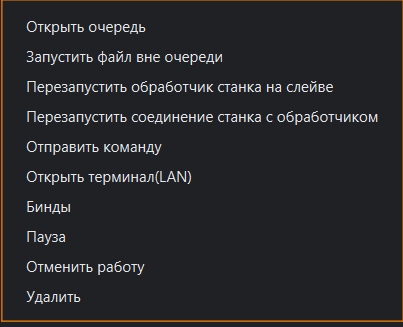 Открыть очередь
Запустить файл вне очереди
Перезапустить обработчик станка на слейве
Перезапустить соединение станка с обработчиком
Отправить команду
Открыть терминал(LAN)
Бинды
Пауза
Отменить работу
Удалить